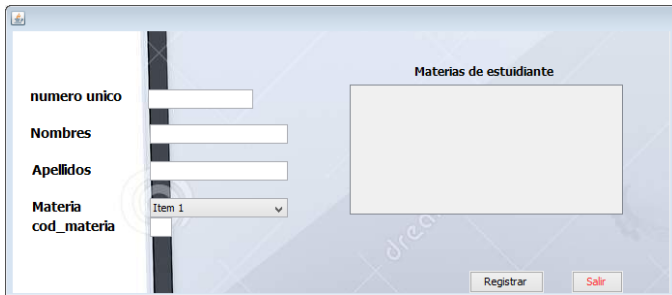 Materias de estuidiante
numero unico
Nombres
Apellidos
Materia
Item 1
cod_materia
Registrar
Salir